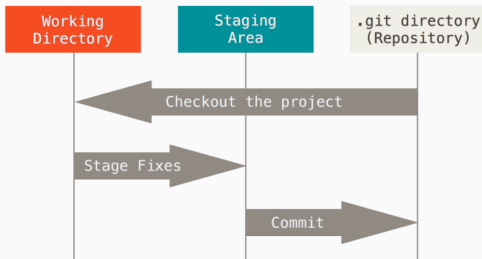 Working
Directory
Staging
Area
.git directory
(Repository)
Checkout the project
Stage Fixes
Commit